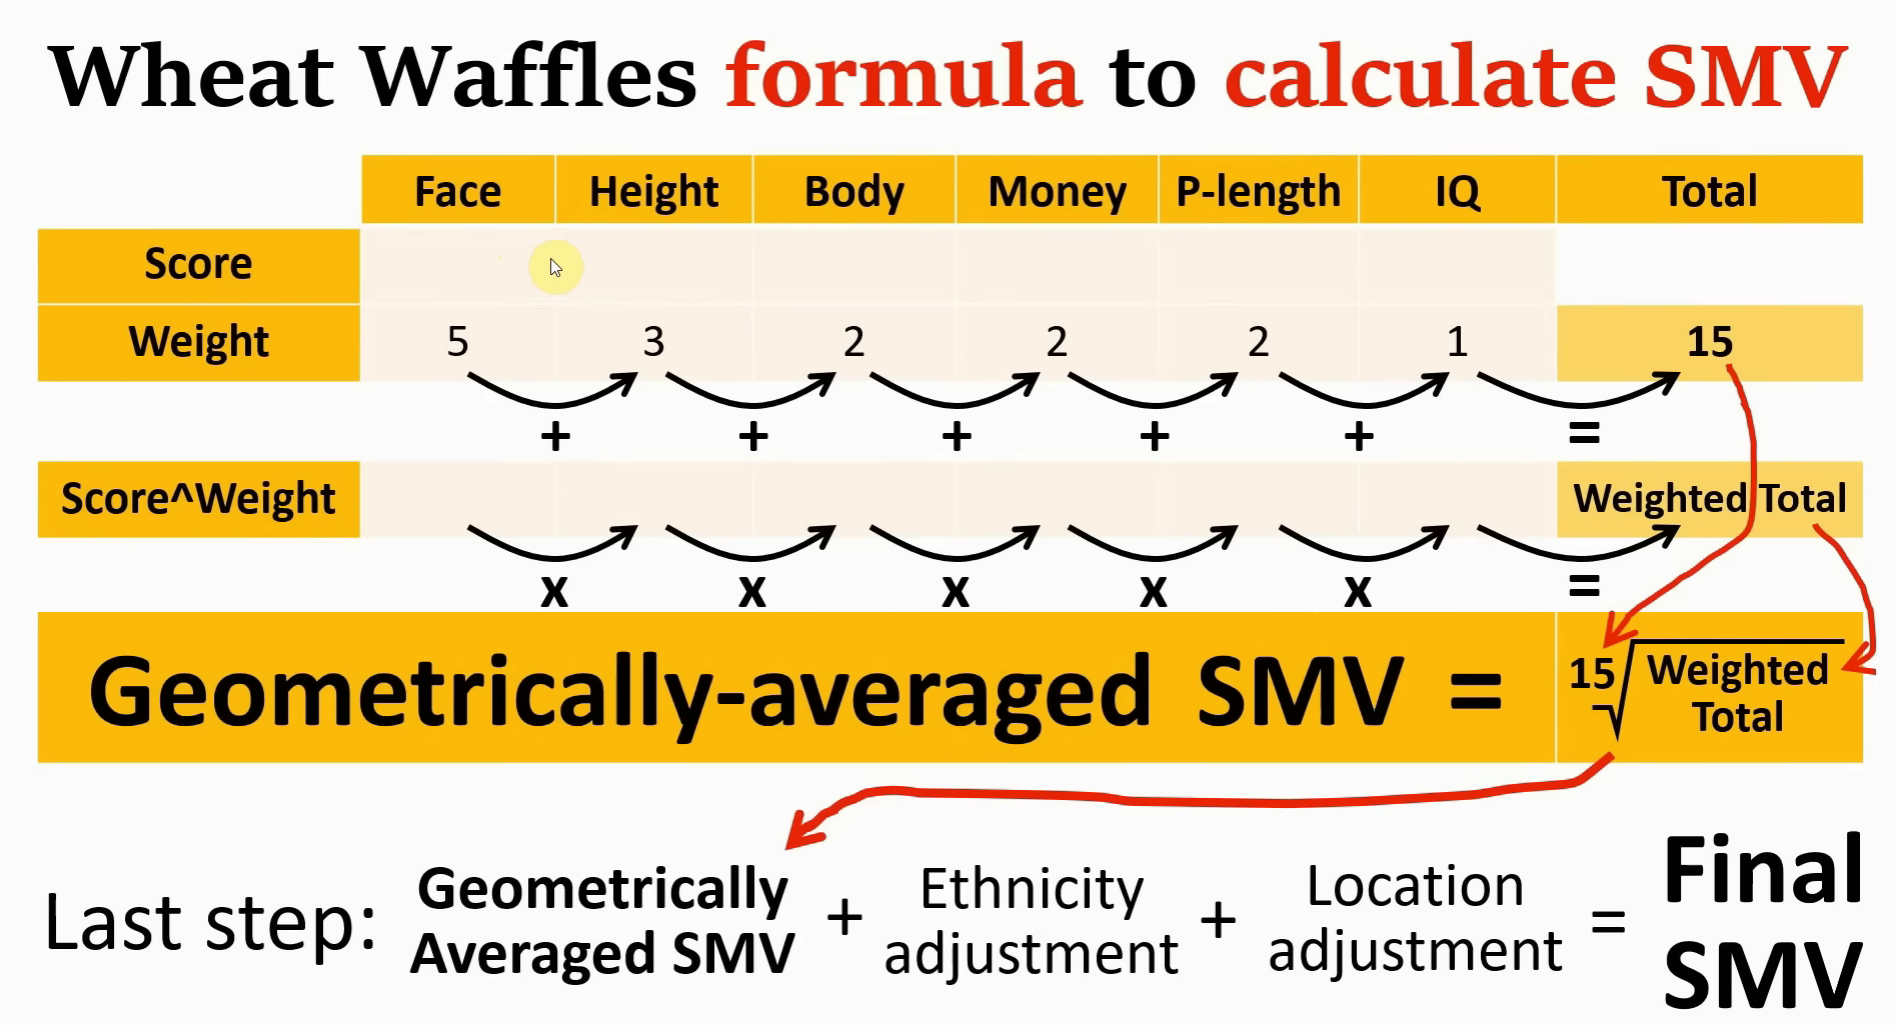 Wheat Waffles formula to calculate SMV
Face Height Body Money P-length IQ Total
Score
Weight 5 3 2 2 2 1 15
+ + + + + =
Score^Weight Weighted Total
x x x x x =
Geometrically-averaged SMV = 15√Weighted
Total
Last step: Geometrically
Averaged SMV + Ethnicity
adjustment + Location
adjustment = Final
SMV